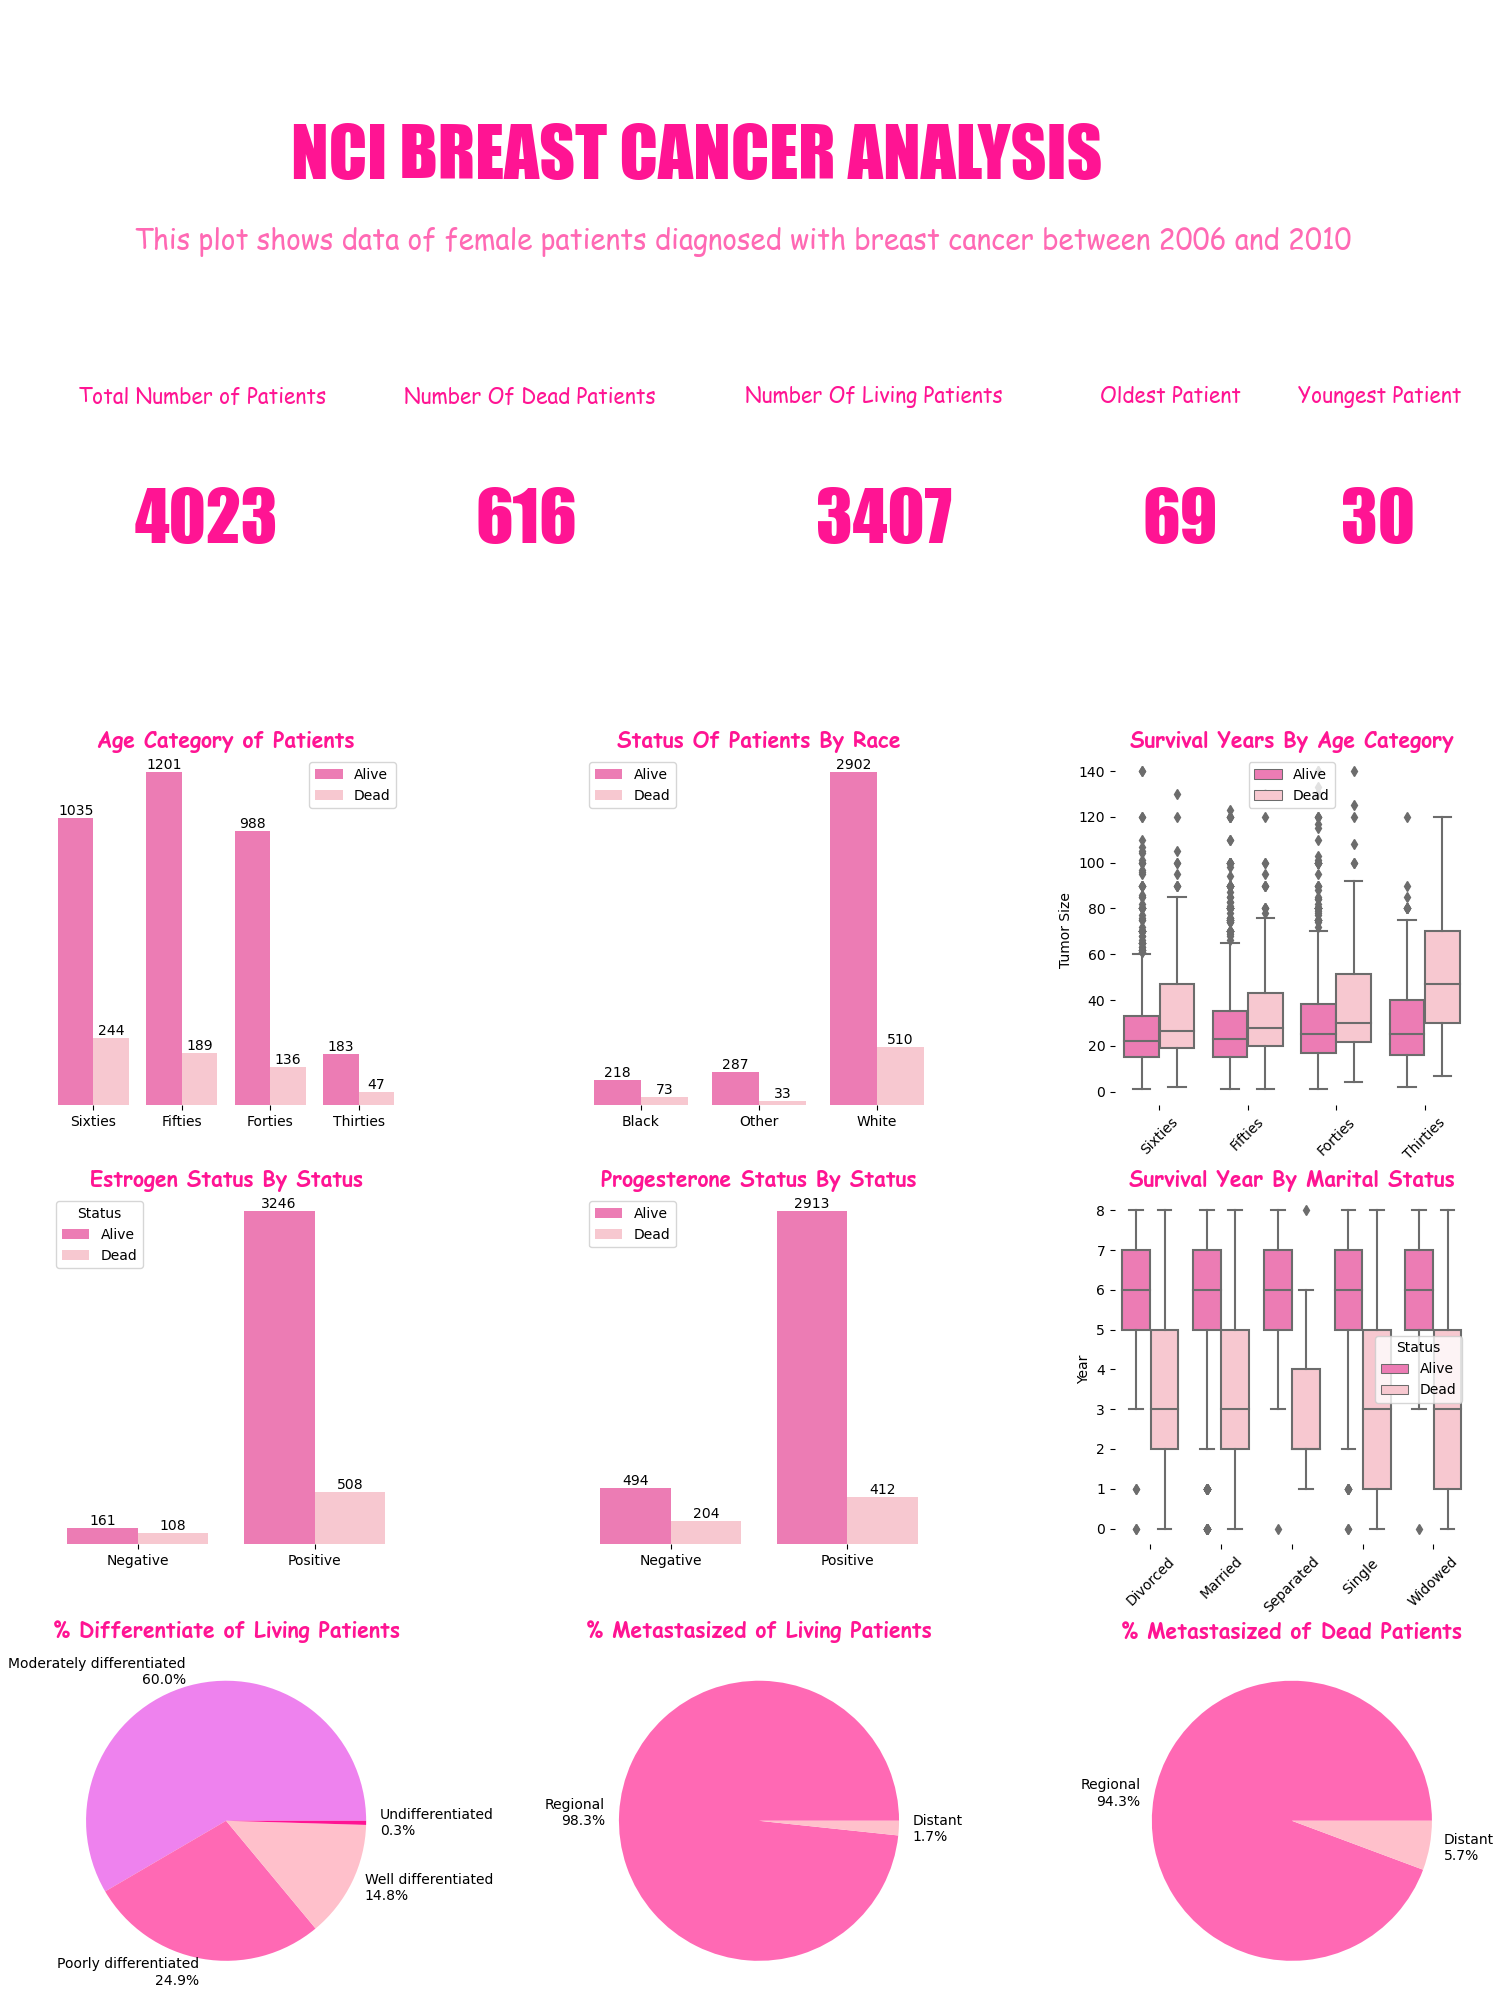 NCI BREAST CANCER ANALYSIS
This plot shows data of female patients diagnosed with breast cancer between 2006 and 2010
Total Number of Patients
4023
Number Of Dead Patients
616
Number Of Living Patients
3407
Oldest Patient
69
Youngest Patient
30
Age Category of Patients
Alive
Dead
1035
244
1201
189
988
136
183
47
Sixties
Fifties
Forties
Thirties
Status Of Patients By Race
Alive
Dead
218
73
287
33
2902
510
Black
Other
White
Survival Years By Age Category
Alive
Dead
Tumor Size
140
120
100
80
60
40
20
0
Sixties
Fifties
Forties
Thirties
Estrogen Status By Status
Status
Alive
Dead
161
108
3246
508
Negative
Positive
Progesterone Status By Status
Alive
Dead
494
204
2913
412
Negative
Positive
Survival Year By Marital Status
Year
8
7
6
5
4
3
2
1
0
Status
Alive
Dead
Divorced
Married
Separated
Single
Widowed
% Differentiate of Living Patients
Moderately differentiated
60.0%
Undifferentiated
0.3%
Well differentiated
14.8%
Poorly differentiated
24.9%
% Metastasized of Living Patients
Regional
98.3%
Distant
1.7%
% Metastasized of Dead Patients
Regional
94.3%
Distant
5.7%